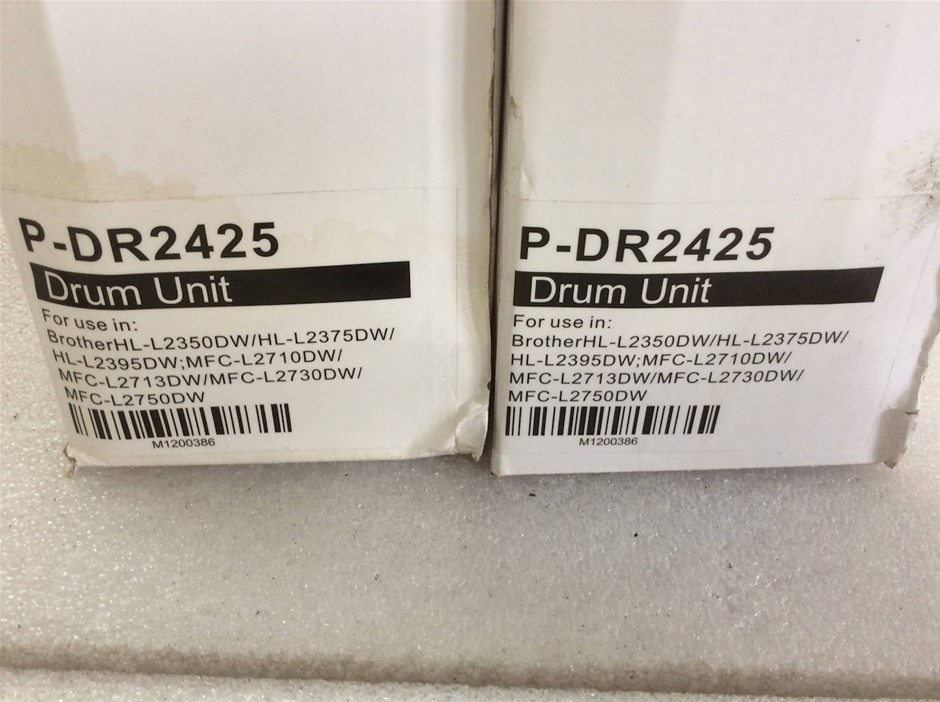 P-DR2425
Drum Unit
For use in:
BrotherHL-L2350DW/HL-L2375DW/
HL-L2395DW;MFC-L2710DW/
MFC-L2713DW/MFC-L2730DW/
MFC-L2750DW
M1200386
P-DR2425
Drum Unit
For use in:
BrotherHL-L2350DW/HL-L2375DW/
HL-L2395DW;MFC-L2710DW/
MFC-L2713DW/MFC-L2730DW/
MFC-L2750DW
M1200386